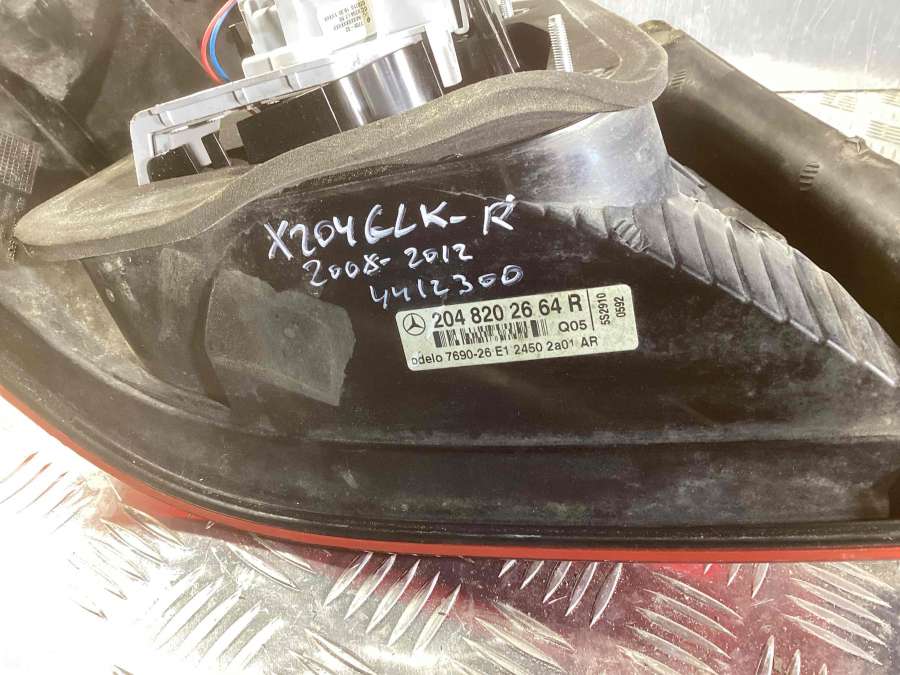 X204 GLK-R
2008-2012
4412300
204 820 26 64 R
Q05
5S2910
0592
odelo 7690-26 E1 2450 2a01 AR